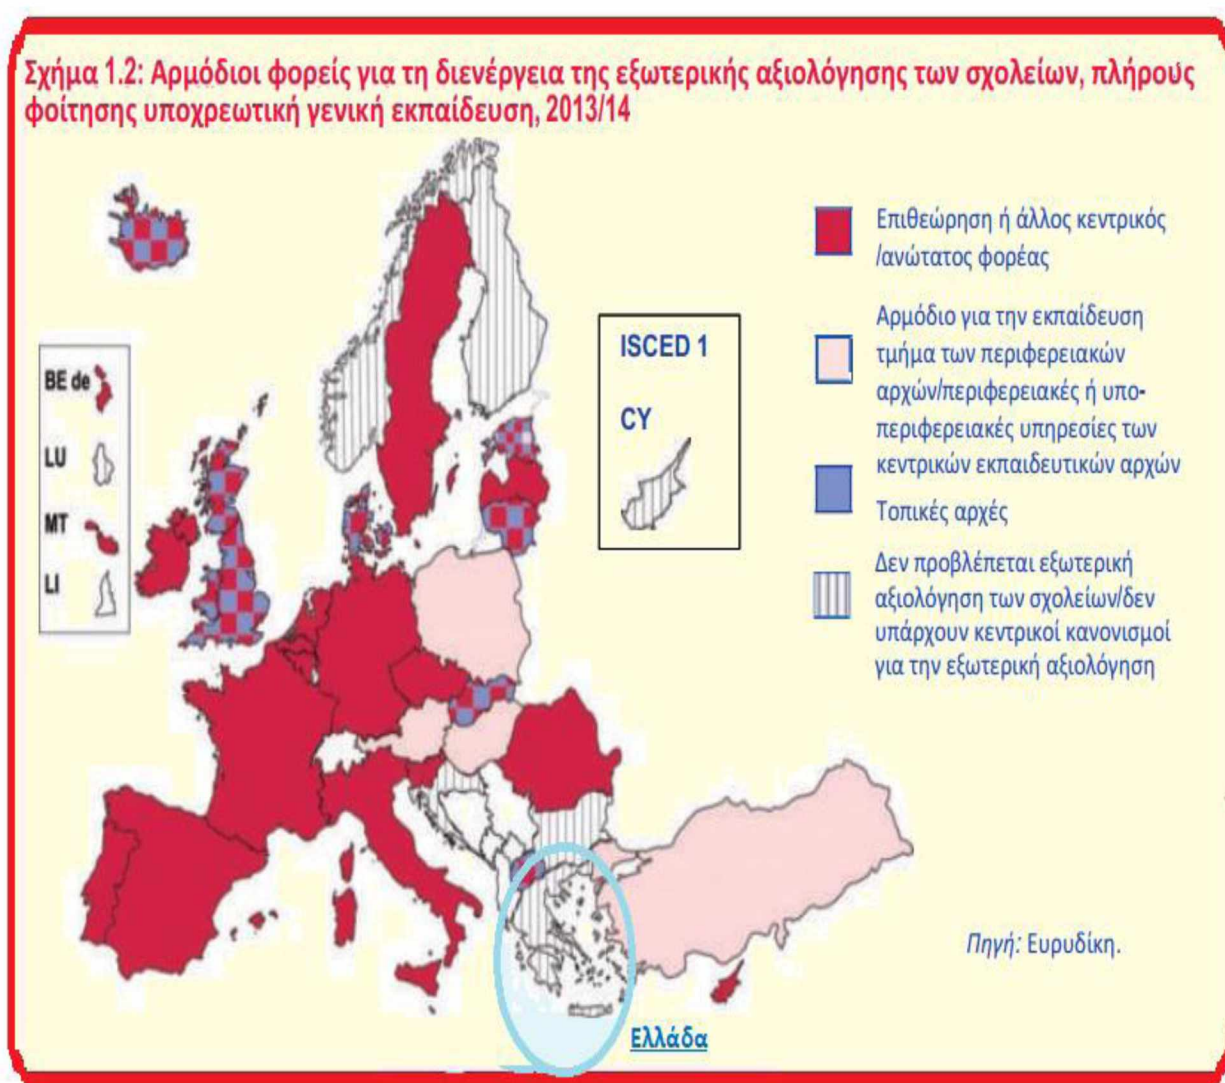 Σχήμα 1.2: Αρμόδιοι φορείς για τη διενέργεια της εξωτερικής αξιολόγησης των σχολείων, πλήρους
φοίτησης υποχρεωτική γενική εκπαίδευση, 2013/14
Επιθεώρηση ή άλλος κεντρικός
/ανώτατος φορέας
Αρμόδιο για την εκπαίδευση
τμήμα των περιφερειακών
αρχών/περιφερειακές ή υπο-
περιφερειακές υπηρεσίες των
κεντρικών εκπαιδευτικών αρχών
Τοπικές αρχές
Δεν προβλέπεται εξωτερική
αξιολόγηση των σχολείων/δεν
υπάρχουν κεντρικοί κανονισμοί
για την εξωτερική αξιολόγηση
ISCED 1
CY
BE de
LU
MT
LI
Πηγή: Ευρυδίκη.
Ελλάδα